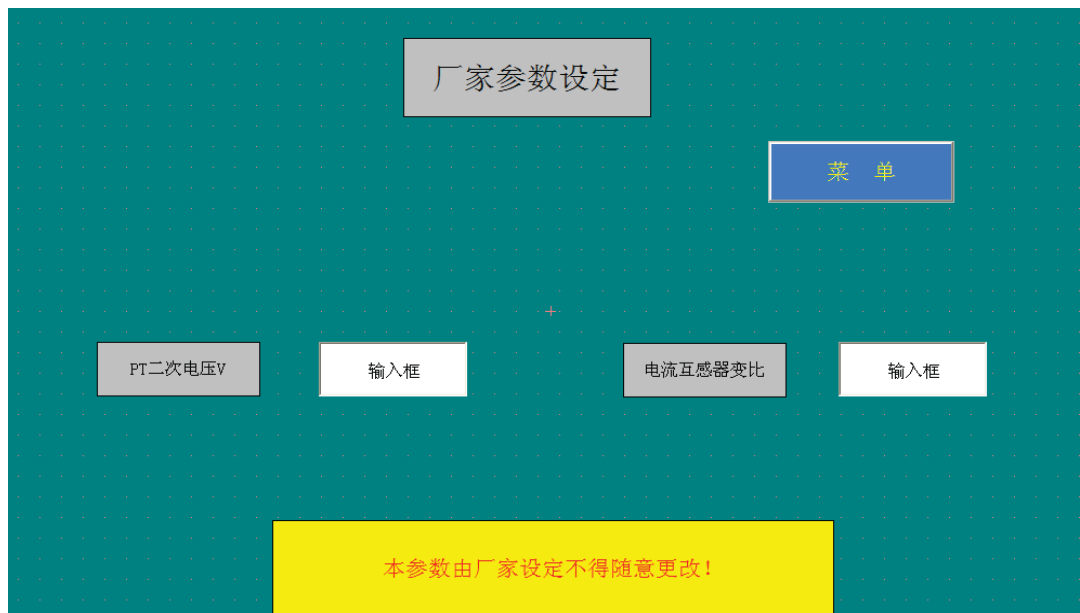 厂家参数设定
菜 单
PT二次电压V
输入框
电流互感器变比
输入框
本参数由厂家设定不得随意更改!